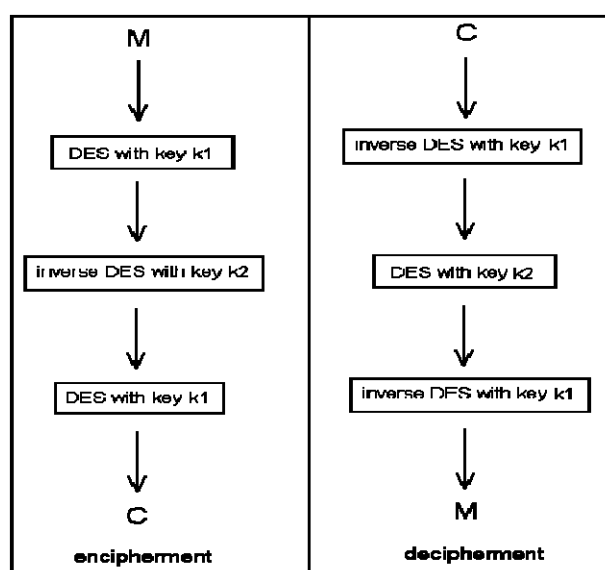 M
DES with key k1
inverse DES with key k2
DES with key k1
C
encipherment
C
inverse DES with key k1
DES with key k2
inverse DES with key k1
M
decipherment